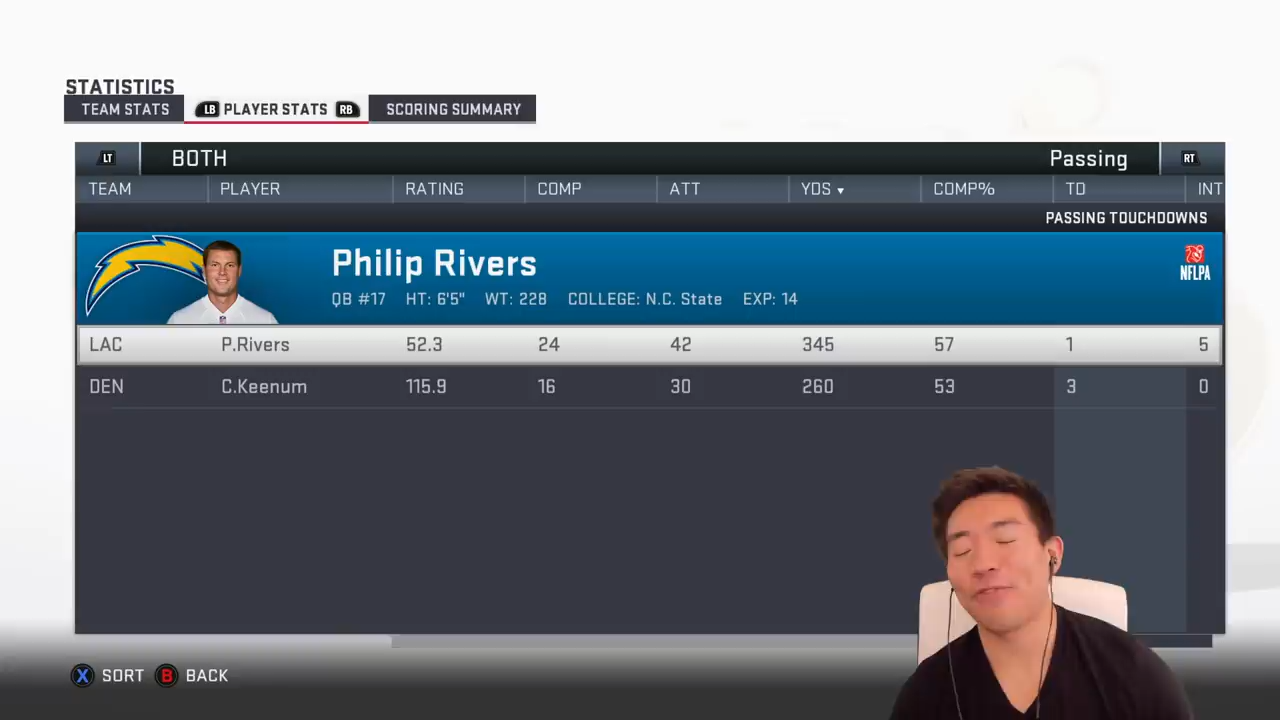 STATISTICS
TEAM STATS LB PLAYER STATS RB SCORING SUMMARY
LT BOTH Passing RT
TEAM PLAYER RATING COMP ATT YDS COMP% TD INT
PASSING TOUCHDOWNS
Philip Rivers
NFLPA
QB #17 HT: 6'5" WT: 228 COLLEGE: N.C. State EXP: 14
LAC P.Rivers 52.3 24 42 345 57 1 5
DEN C.Keenum 115.9 16 30 260 53 3 0
X SORT B BACK